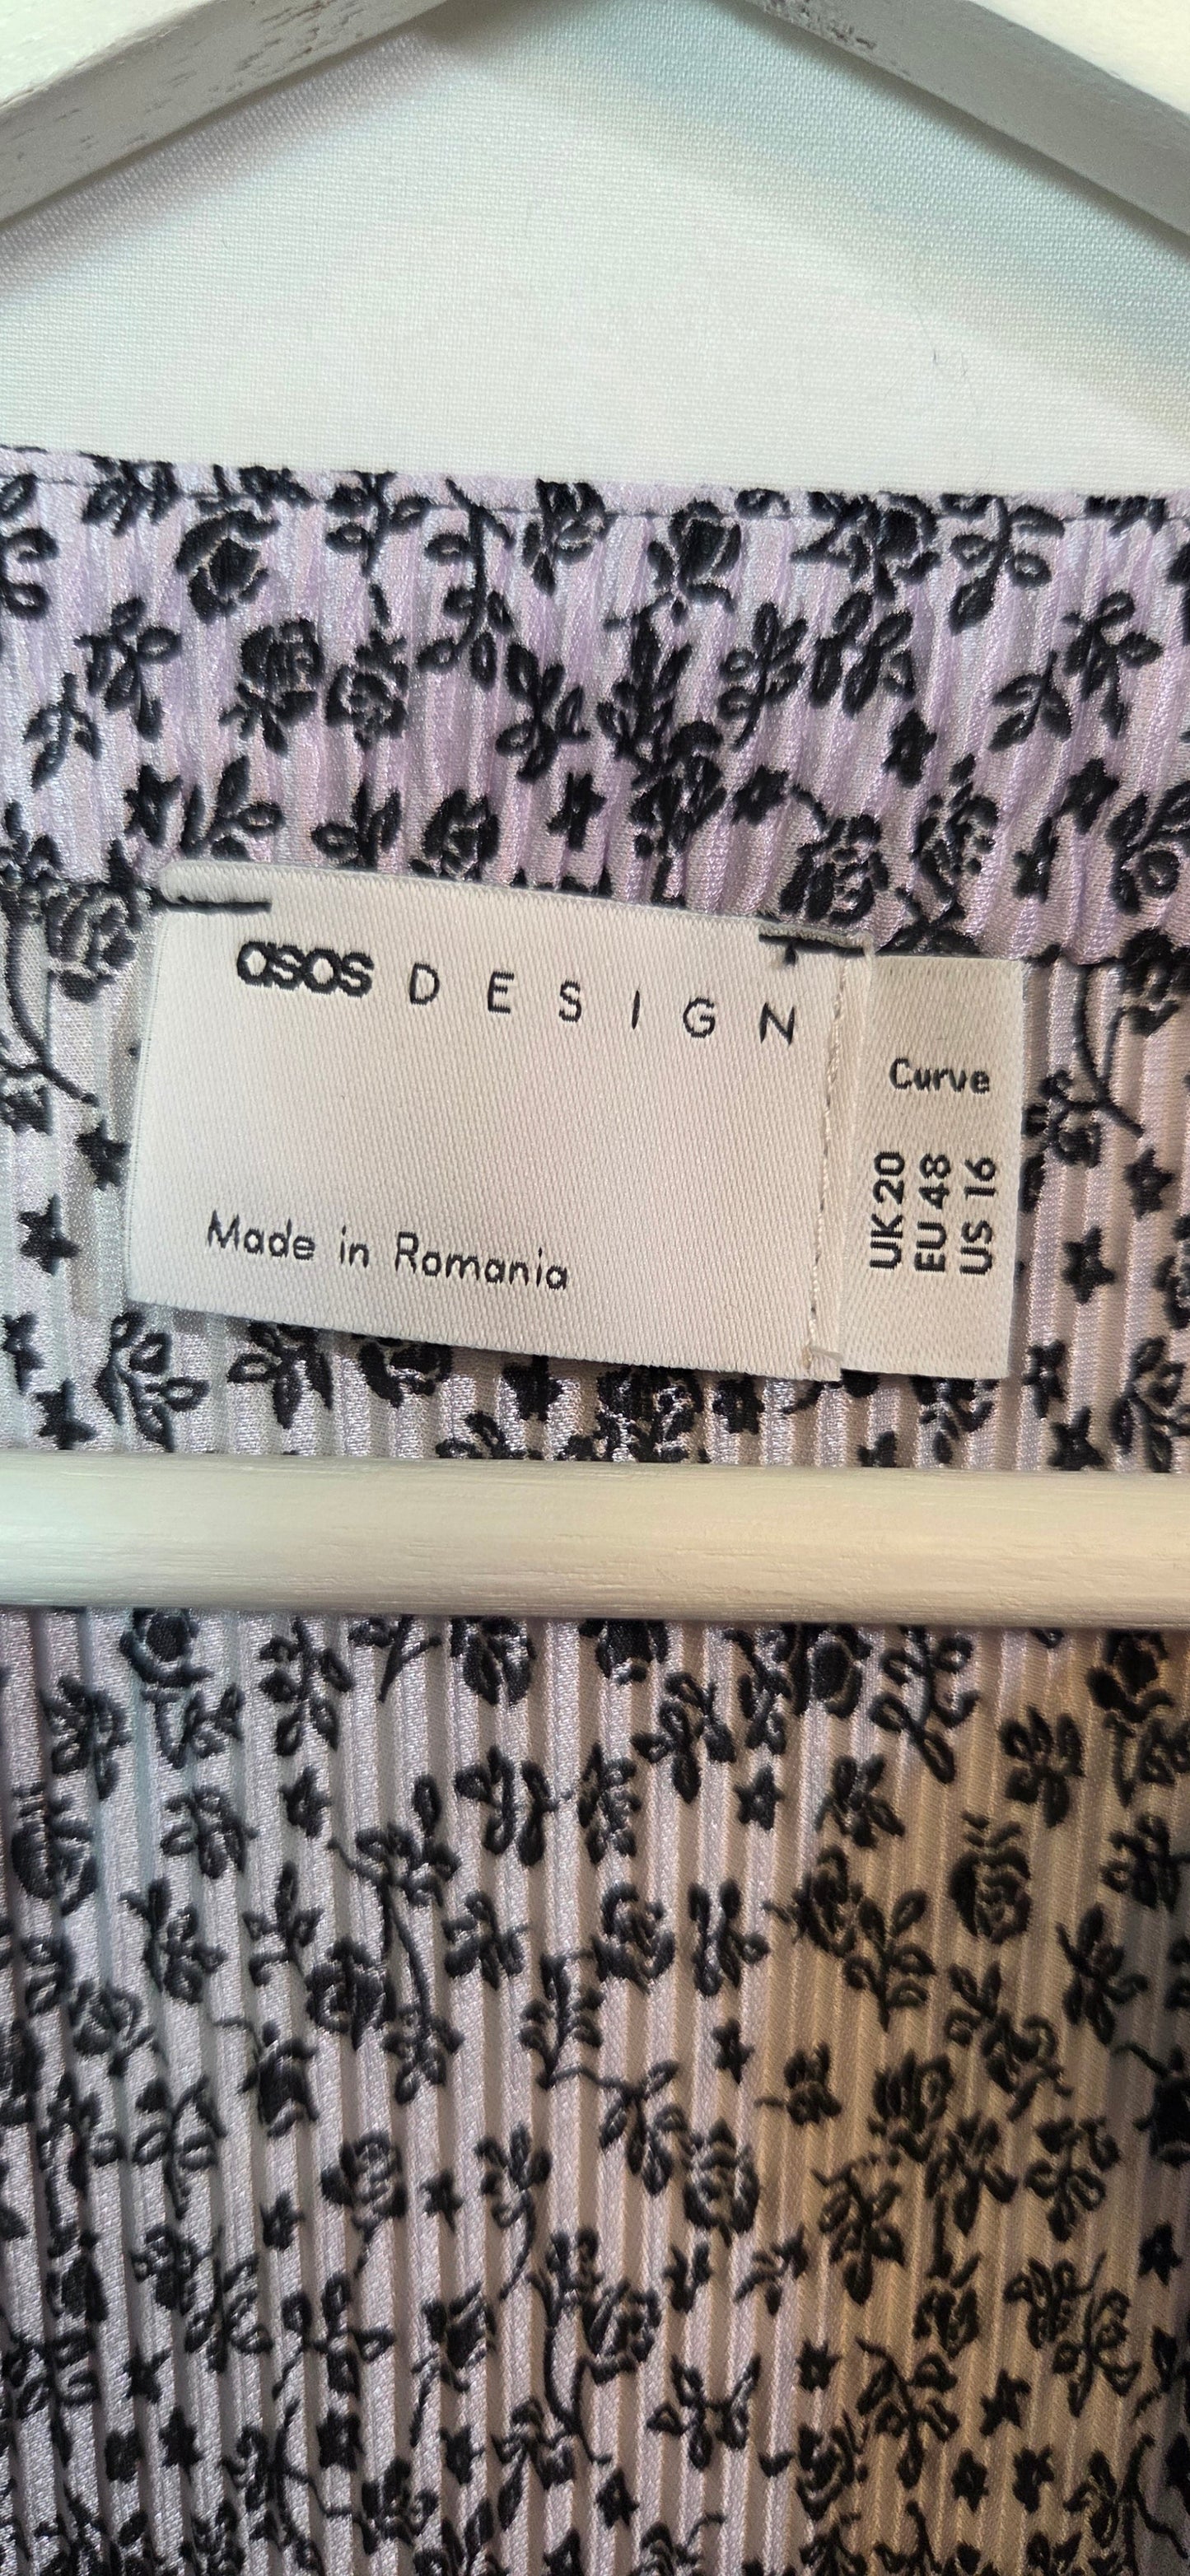 asos DESIGN
Made in Romania
Curve
UK 20
EU 48
US 16